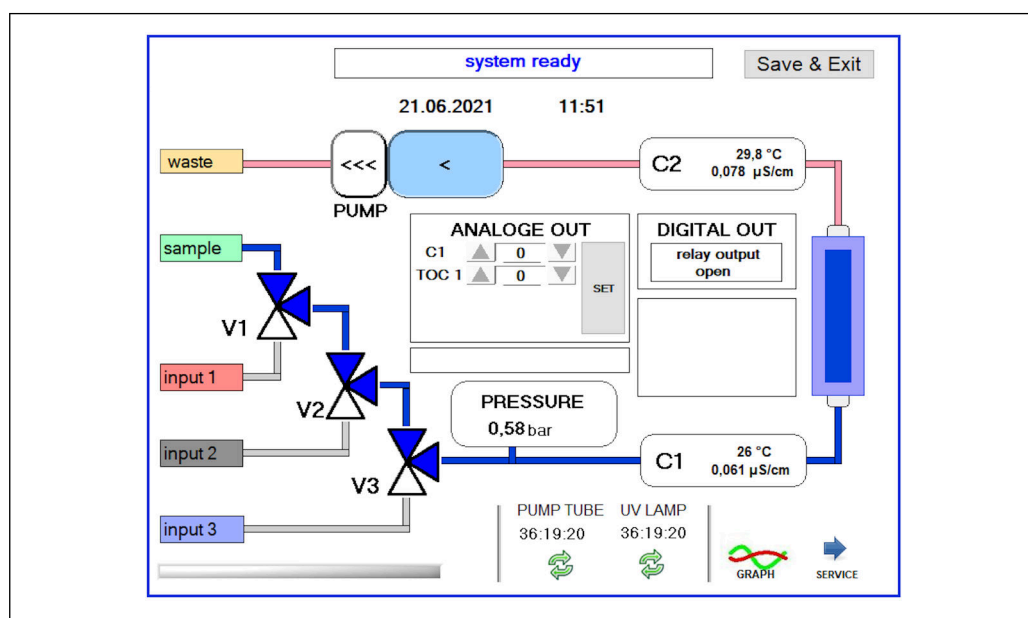 system ready
Save & Exit
21.06.2021 11:51
waste
<<<
<
C2
29,8 °C
0,078 µS/cm
PUMP
sample
ANALOGE OUT
C1 0
TOC 1 0
SET
DIGITAL OUT
relay output
open
V1
input 1
V2
PRESSURE
0,58 bar
input 2
V3
C1
26 °C
0,061 µS/cm
input 3
PUMP TUBE UV LAMP
36:19:20 36:19:20
GRAPH
SERVICE